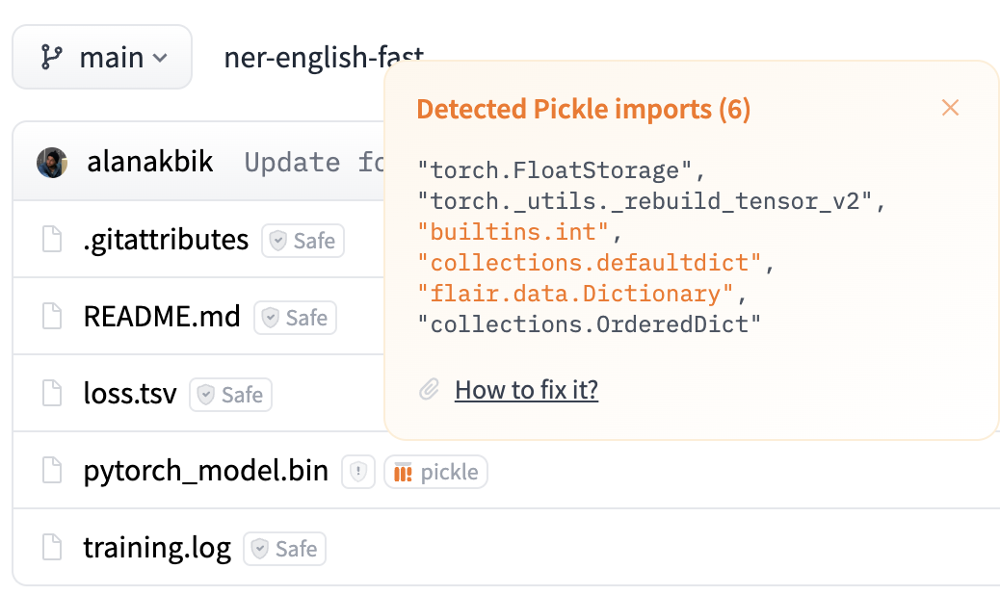 main
ner-english-fast
Detected Pickle imports (6)
"torch.FloatStorage",
"torch._utils._rebuild_tensor_v2",
"builtins.int",
"collections.defaultdict",
"flair.data.Dictionary",
"collections.OrderedDict"
How to fix it?
alanakbik Update fo
.gitattributes Safe
README.md Safe
loss.tsv Safe
pytorch_model.bin pickle
training.log Safe